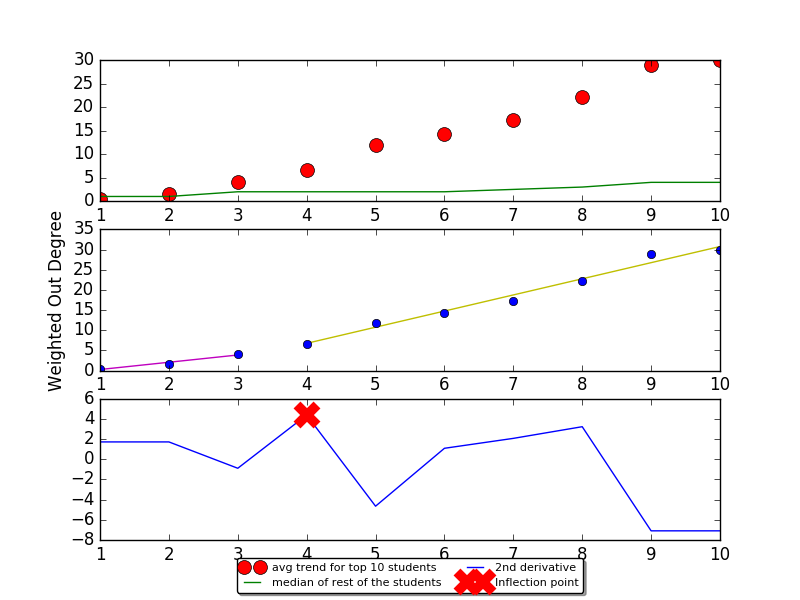 30
25
20
15
10
5
0
1 2 3 4 5 6 7 8 9 10
Weighted Out Degree
35
30
25
20
15
10
5
0
1 2 3 4 5 6 7 8 9 10
6
4
2
0
−2
−4
−6
−8
1 2 3 4 5 6 7 8 9 10
avg trend for top 10 students
median of rest of the students
2nd derivative
Inflection point